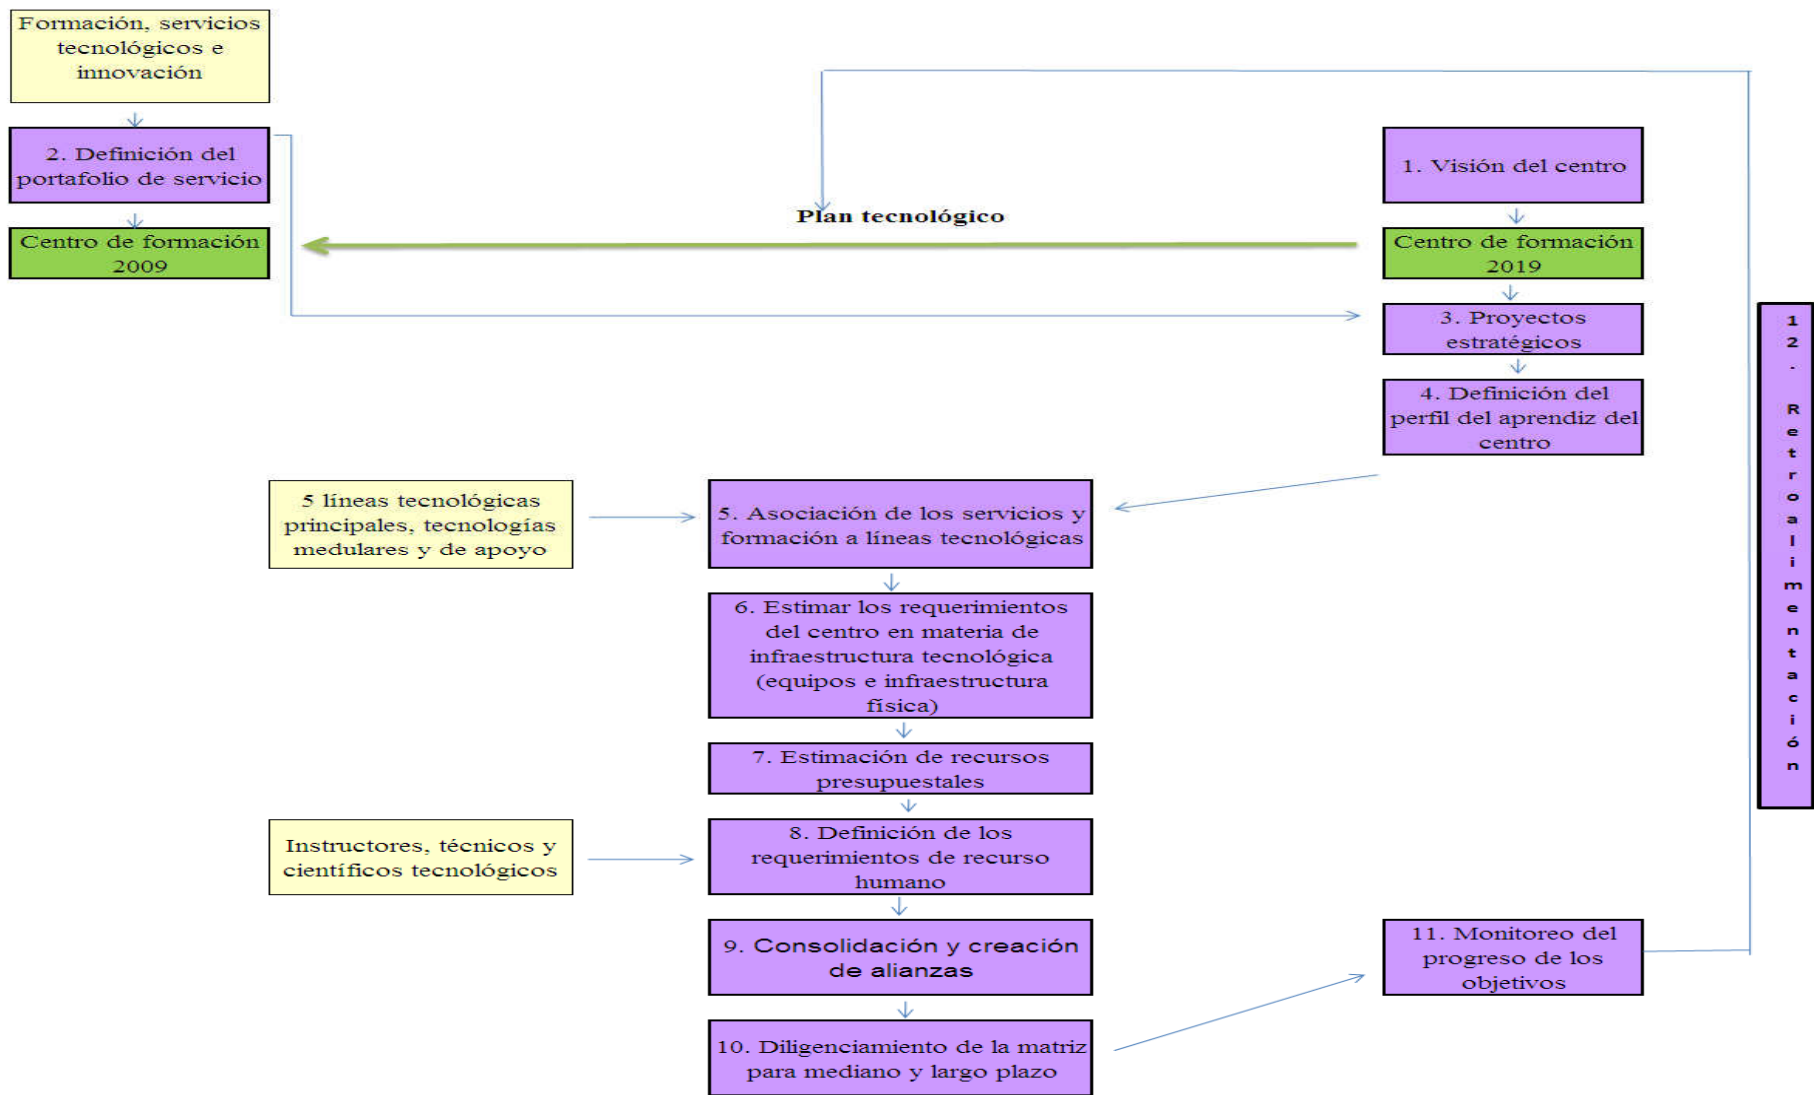 Formación, servicios
tecnológicos e
innovación
2. Definición del
portafolio de servicio
Centro de formación
2009
Plan tecnológico
1. Visión del centro
Centro de formación
2019
3. Proyectos
estratégicos
4. Definición del
perfil del aprendiz del
centro
5 líneas tecnológicas
principales, tecnologías
medulares y de apoyo
5. Asociación de los servicios y
formación a líneas tecnológicas
6. Estimar los requerimientos
del centro en materia de
infraestructura tecnológica
(equipos e infraestructura
física)
7. Estimación de recursos
presupuestales
Instructores, técnicos y
científicos tecnológicos
8. Definición de los
requerimientos de recurso
humano
9. Consolidación y creación
de alianzas
10. Diligenciamiento de la matriz
para mediano y largo plazo
11. Monitoreo del
progreso de los
objetivos
12. Retroalimentación